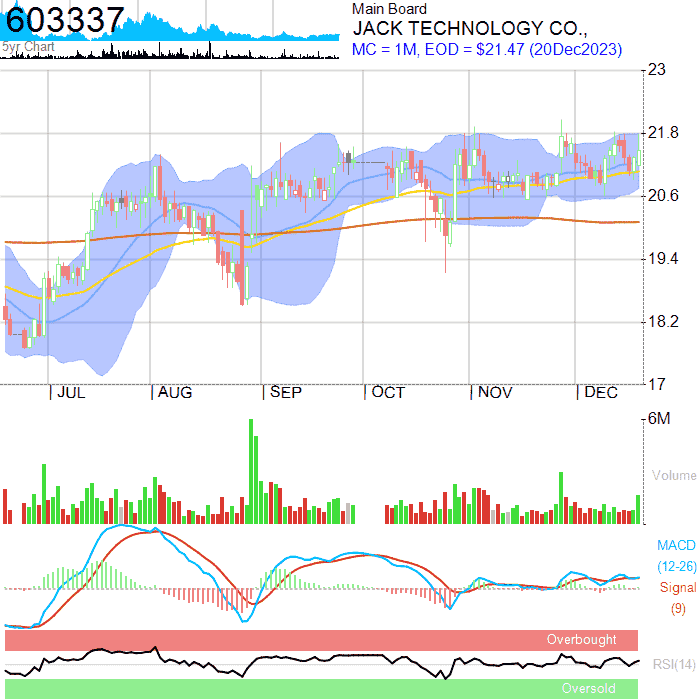 603337
5yr Chart
Main Board
JACK TECHNOLOGY CO.,
MC = 1M, EOD = $21.47 (20Dec2023)
23
21.8
20.6
19.4
18.2
17
JUL AUG SEP OCT NOV DEC
6M
Volume
MACD
(12-26)
Signal
(9)
Overbought
RSI(14)
Oversold